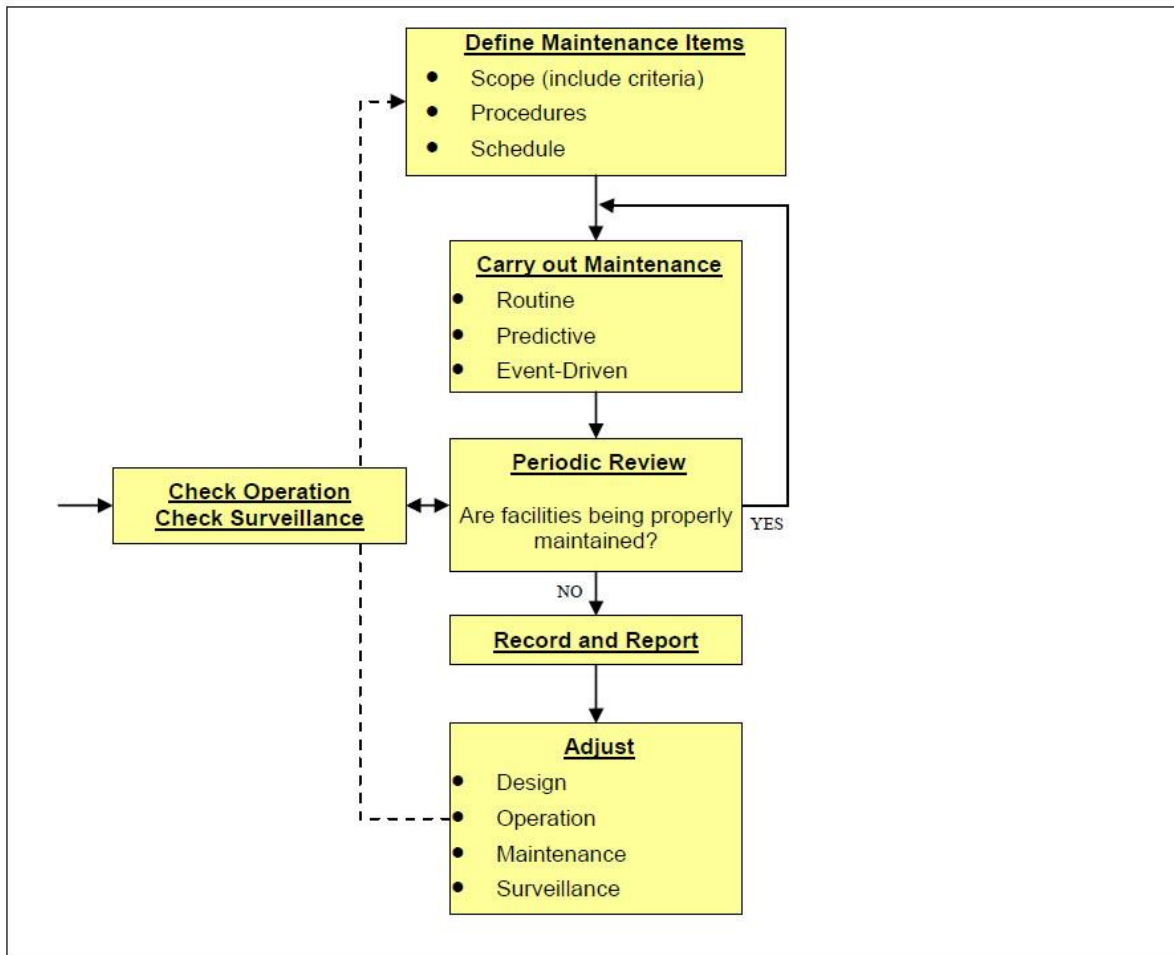 Define Maintenance Items
● Scope (include criteria)
● Procedures
● Schedule
Carry out Maintenance
● Routine
● Predictive
● Event-Driven
Check Operation
Check Surveillance
Periodic Review
Are facilities being properly
maintained?
YES
NO
Record and Report
Adjust
● Design
● Operation
● Maintenance
● Surveillance